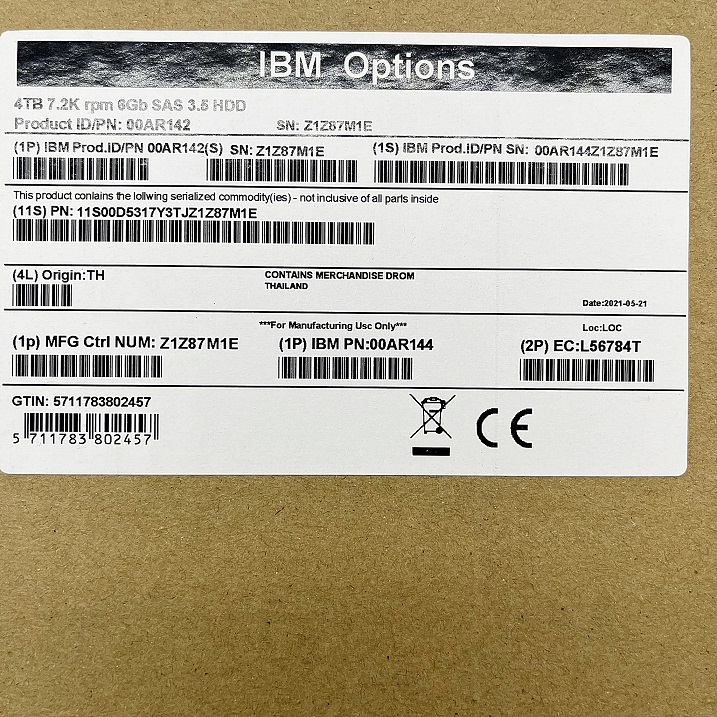 IBM Options
4TB 7.2K rpm 6Gb SAS 3.5 HDD
Product ID/PN: 00AR142 SN: Z1Z87M1E
(1P) IBM Prod.ID/PN 00AR142(S) SN: Z1Z87M1E (1S) IBM Prod.ID/PN SN: 00AR144Z1Z87M1E
This product contains the lollwing serialized commodity(ies) - not inclusive of all parts inside
(11S) PN: 11S00D5317Y3TJZ1Z87M1E
(4L) Origin:TH CONTAINS MERCHANDISE DROM
THAILAND
Date:2021-05-21
***For Manufacturing Usc Only*** Loc:LOC
(1p) MFG Ctrl NUM: Z1Z87M1E (1P) IBM PN:00AR144 (2P) EC:L56784T
GTIN: 5711783802457
5 711783 802457
CE